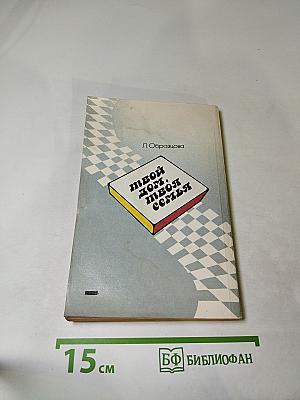 Л. Образцова
ТВОЙ
ДОМ,
ТВОЯ
СЕМЬЯ
15 см
БФ БИБЛИОФАН